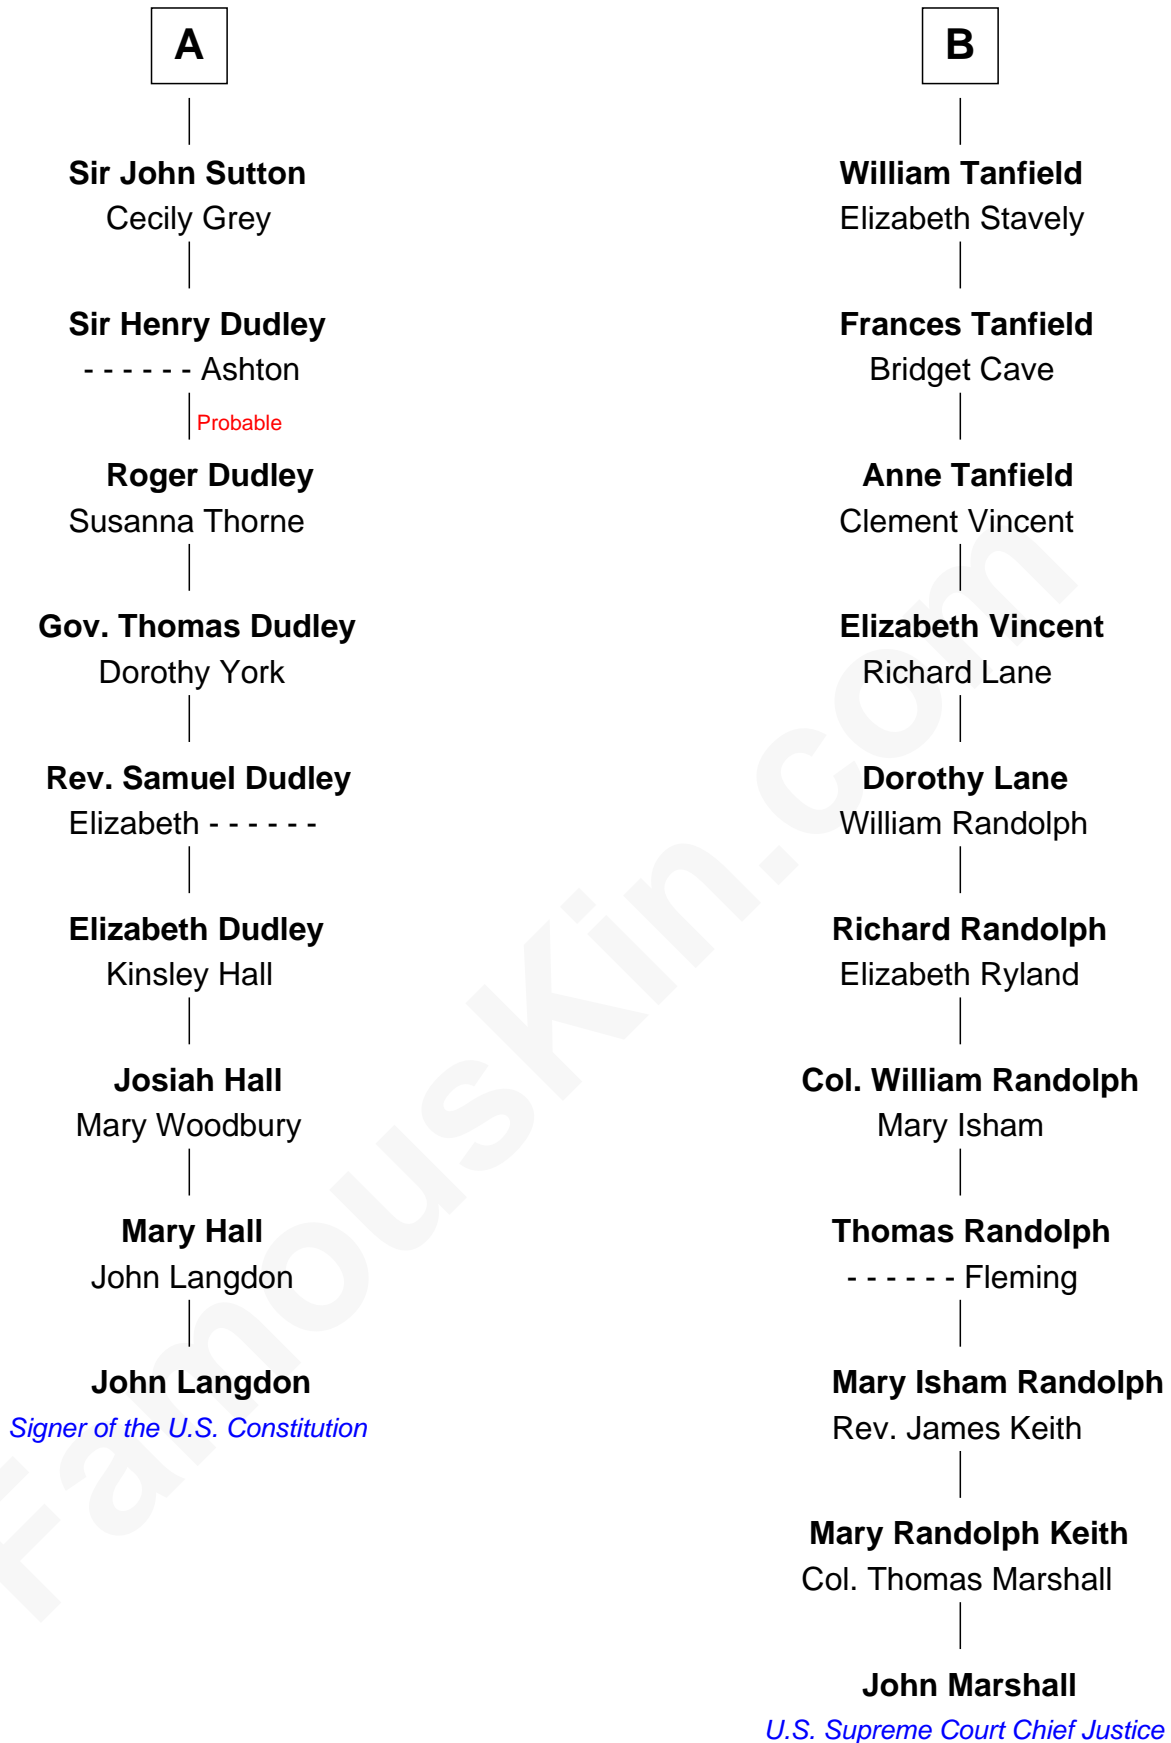 A
Sir John Sutton
Cecily Grey
Sir Henry Dudley
- - - - - - Ashton
Probable
Roger Dudley
Susanna Thorne
Gov. Thomas Dudley
Dorothy York
Rev. Samuel Dudley
Elizabeth - - - - - -
Elizabeth Dudley
Kinsley Hall
Josiah Hall
Mary Woodbury
Mary Hall
John Langdon
John Langdon
Signer of the U.S. Constitution
B
William Tanfield
Elizabeth Stavely
Frances Tanfield
Bridget Cave
Anne Tanfield
Clement Vincent
Elizabeth Vincent
Richard Lane
Dorothy Lane
William Randolph
Richard Randolph
Elizabeth Ryland
Col. William Randolph
Mary Isham
Thomas Randolph
- - - - - - Fleming
Mary Isham Randolph
Rev. James Keith
Mary Randolph Keith
Col. Thomas Marshall
John Marshall
U.S. Supreme Court Chief Justice
FamousKin.com